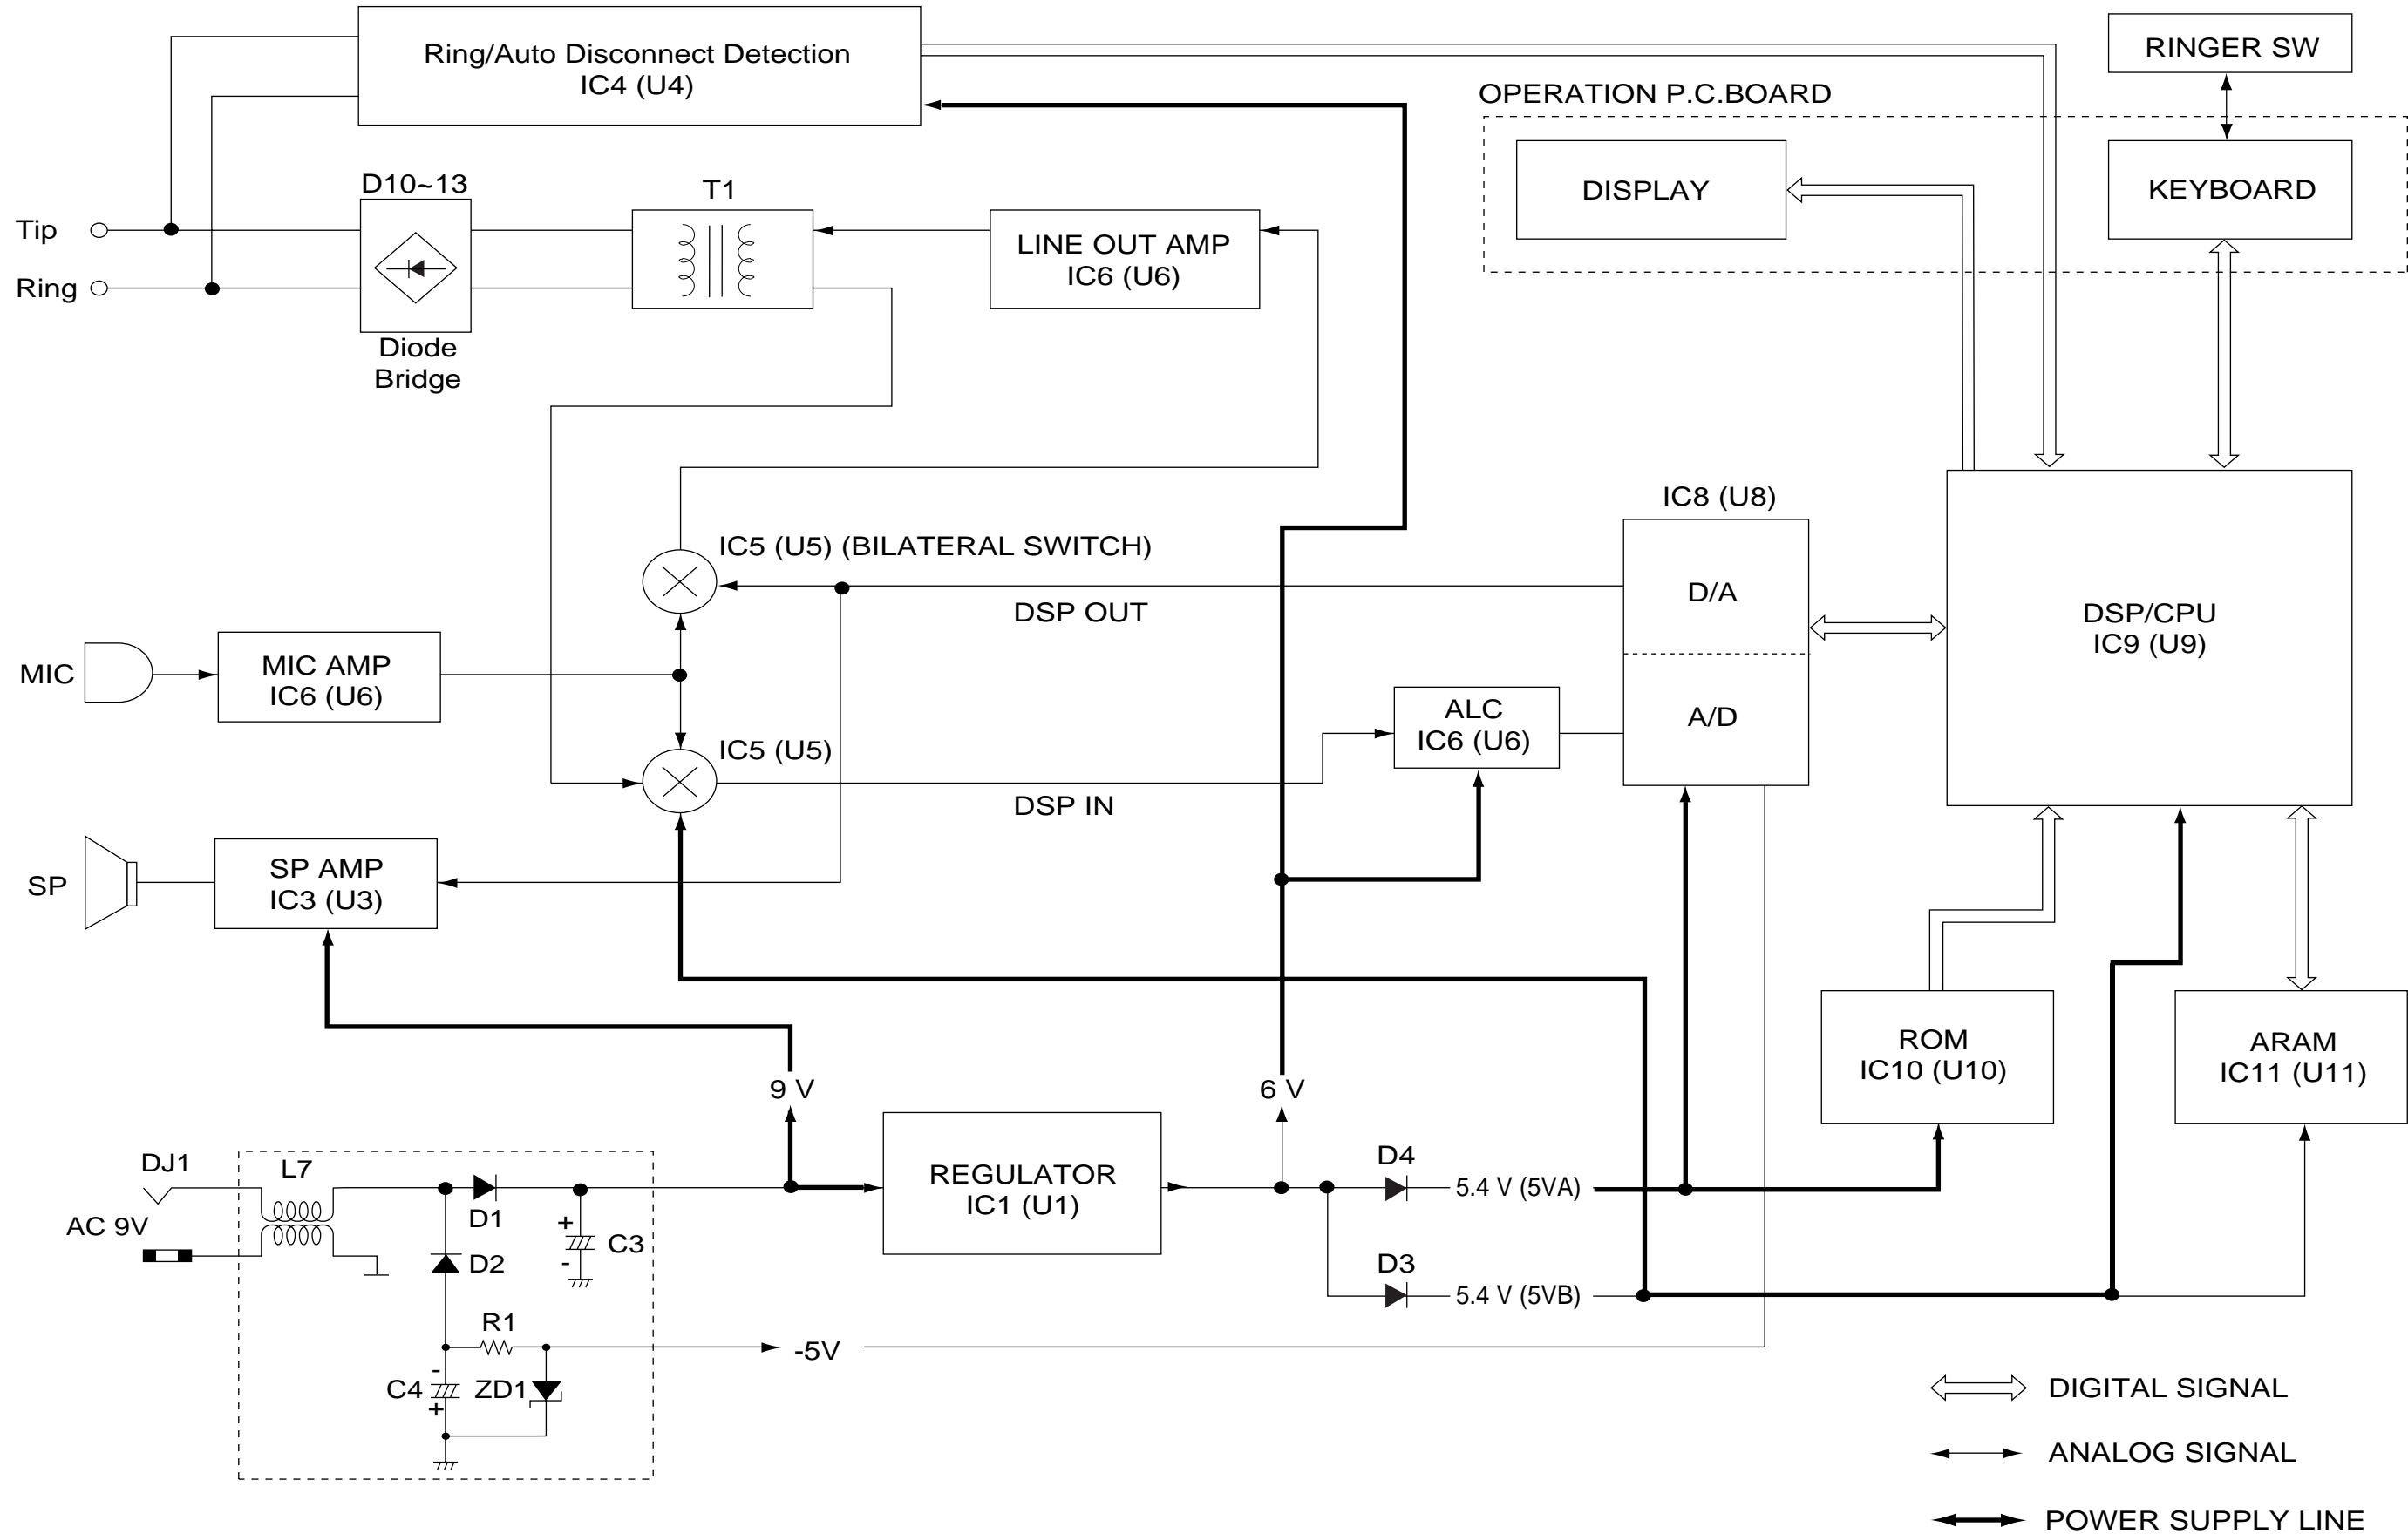 Ring/Auto Disconnect Detection
IC4 (U4)
RINGER SW
OPERATION P.C.BOARD
DISPLAY
KEYBOARD
D10~13
T1
Tip
Ring
LINE OUT AMP
IC6 (U6)
Diode
Bridge
IC8 (U8)
IC5 (U5) (BILATERAL SWITCH)
D/A
DSP OUT
DSP/CPU
IC9 (U9)
MIC
MIC AMP
IC6 (U6)
ALC
IC6 (U6)
A/D
IC5 (U5)
DSP IN
SP
SP AMP
IC3 (U3)
ROM
IC10 (U10)
ARAM
IC11 (U11)
9 V
6 V
DJ1
L7
REGULATOR
IC1 (U1)
D4
5.4 V (5VA)
AC 9V
D1
+
C3
-
D2
D3
5.4 V (5VB)
R1
-5V
-
C4
ZD1
+
DIGITAL SIGNAL
ANALOG SIGNAL
POWER SUPPLY LINE